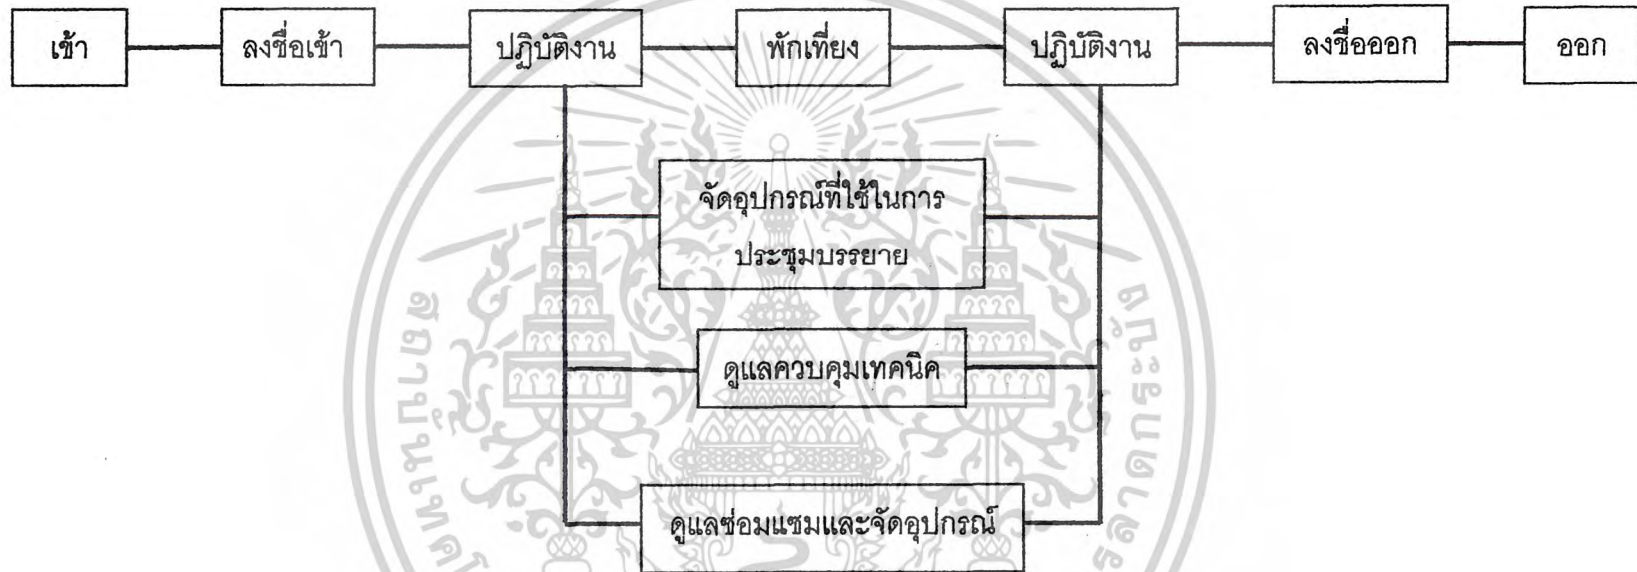 เข้า
ลงชื่อเข้า
ปฏิบัติงาน
พักเที่ยง
ปฏิบัติงาน
ลงชื่อออก
ออก
จัดอุปกรณ์ที่ใช้ในการ
ประชุมบรรยาย
ดูแลควบคุมเทคนิค
ดูแลซ่อมแซมและจัดอุปกรณ์